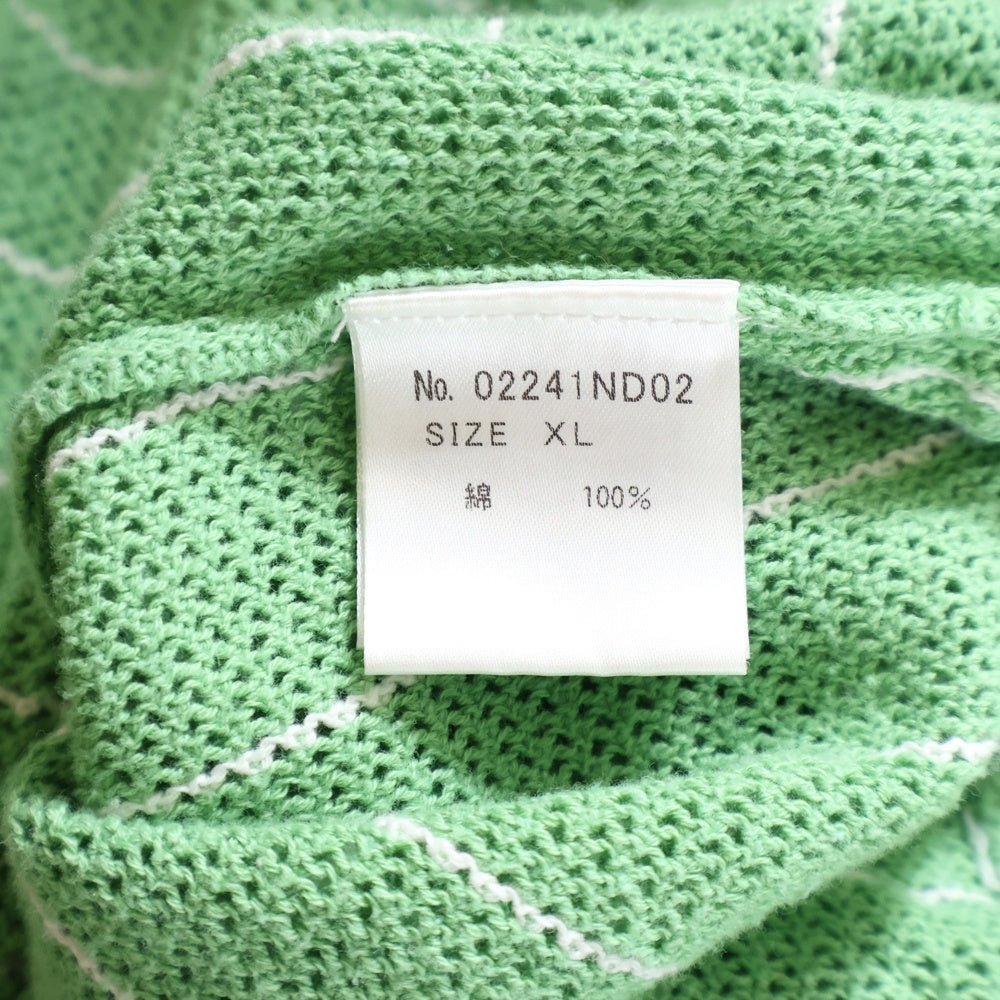 No. 02241ND02
SIZE XL
綿 100%